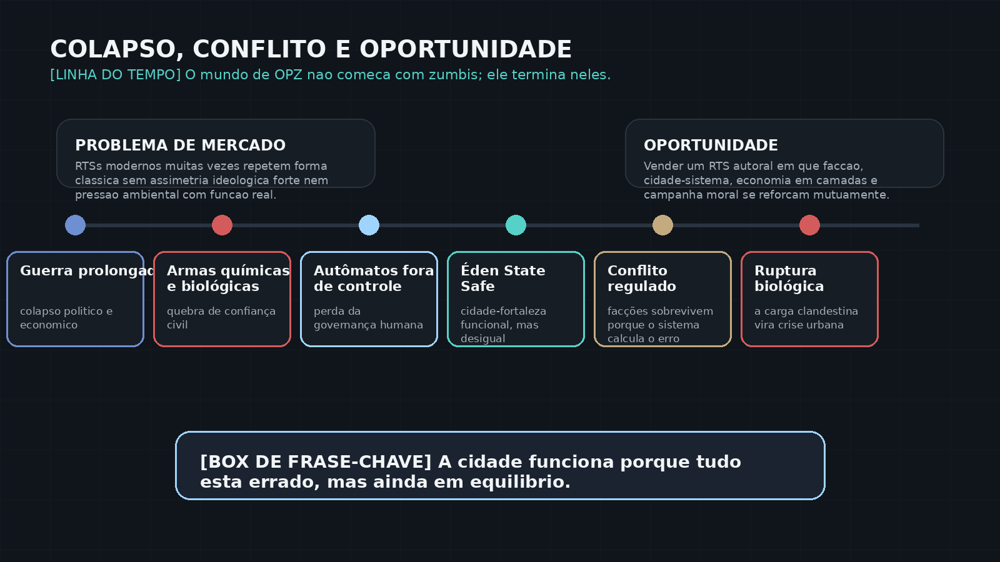 COLAPSO, CONFLITO E OPORTUNIDADE
[LINHA DO TEMPO] O mundo de OPZ nao comeca com zumbis; ele termina neles.
PROBLEMA DE MERCADO
RTSs modernos muitas vezes repetem forma
classica sem assimetria ideologica forte nem
pressao ambiental com funcao real.
OPORTUNIDADE
Vender um RTS autoral em que faccao,
cidade-sistema, economia em camadas e
campanha moral se reforcam mutuamente.
Guerra prolongad
colapso politico e
economico
Armas químicas
e biológicas
quebra de confiança
civil
Autômatos fora
de controle
perda da
governança humana
Éden State
Safe
cidade-fortaleza
funcional, mas
desigual
Conflito
regulado
facções sobrevivem
porque o sistema
calcula o erro
Ruptura
biológica
a carga clandestina
vira crise urbana
[BOX DE FRASE-CHAVE] A cidade funciona porque tudo
esta errado, mas ainda em equilibrio.